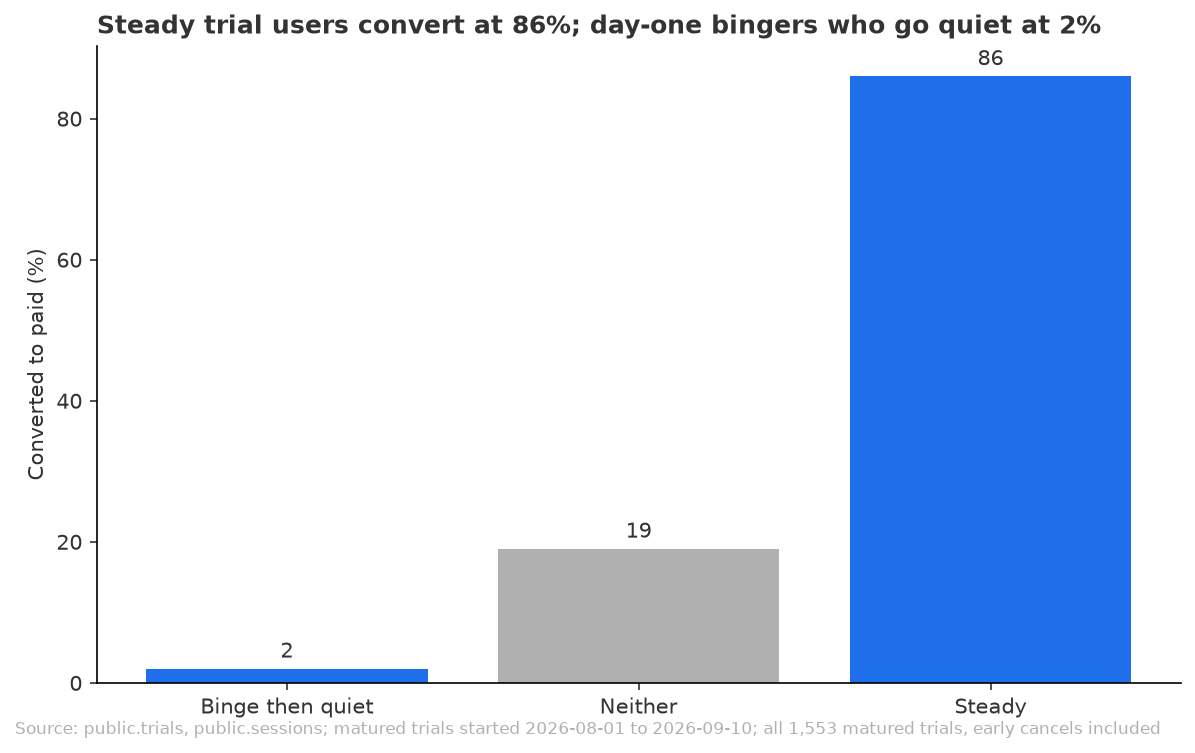 Steady trial users convert at 86%; day-one bingers who go quiet at 2%
86
80
60
Converted to paid (%)
40
19
20
2
0
Binge then quiet
Neither
Steady
Source: public.trials, public.sessions; matured trials started 2026-08-01 to 2026-09-10; all 1,553 matured trials, early cancels included